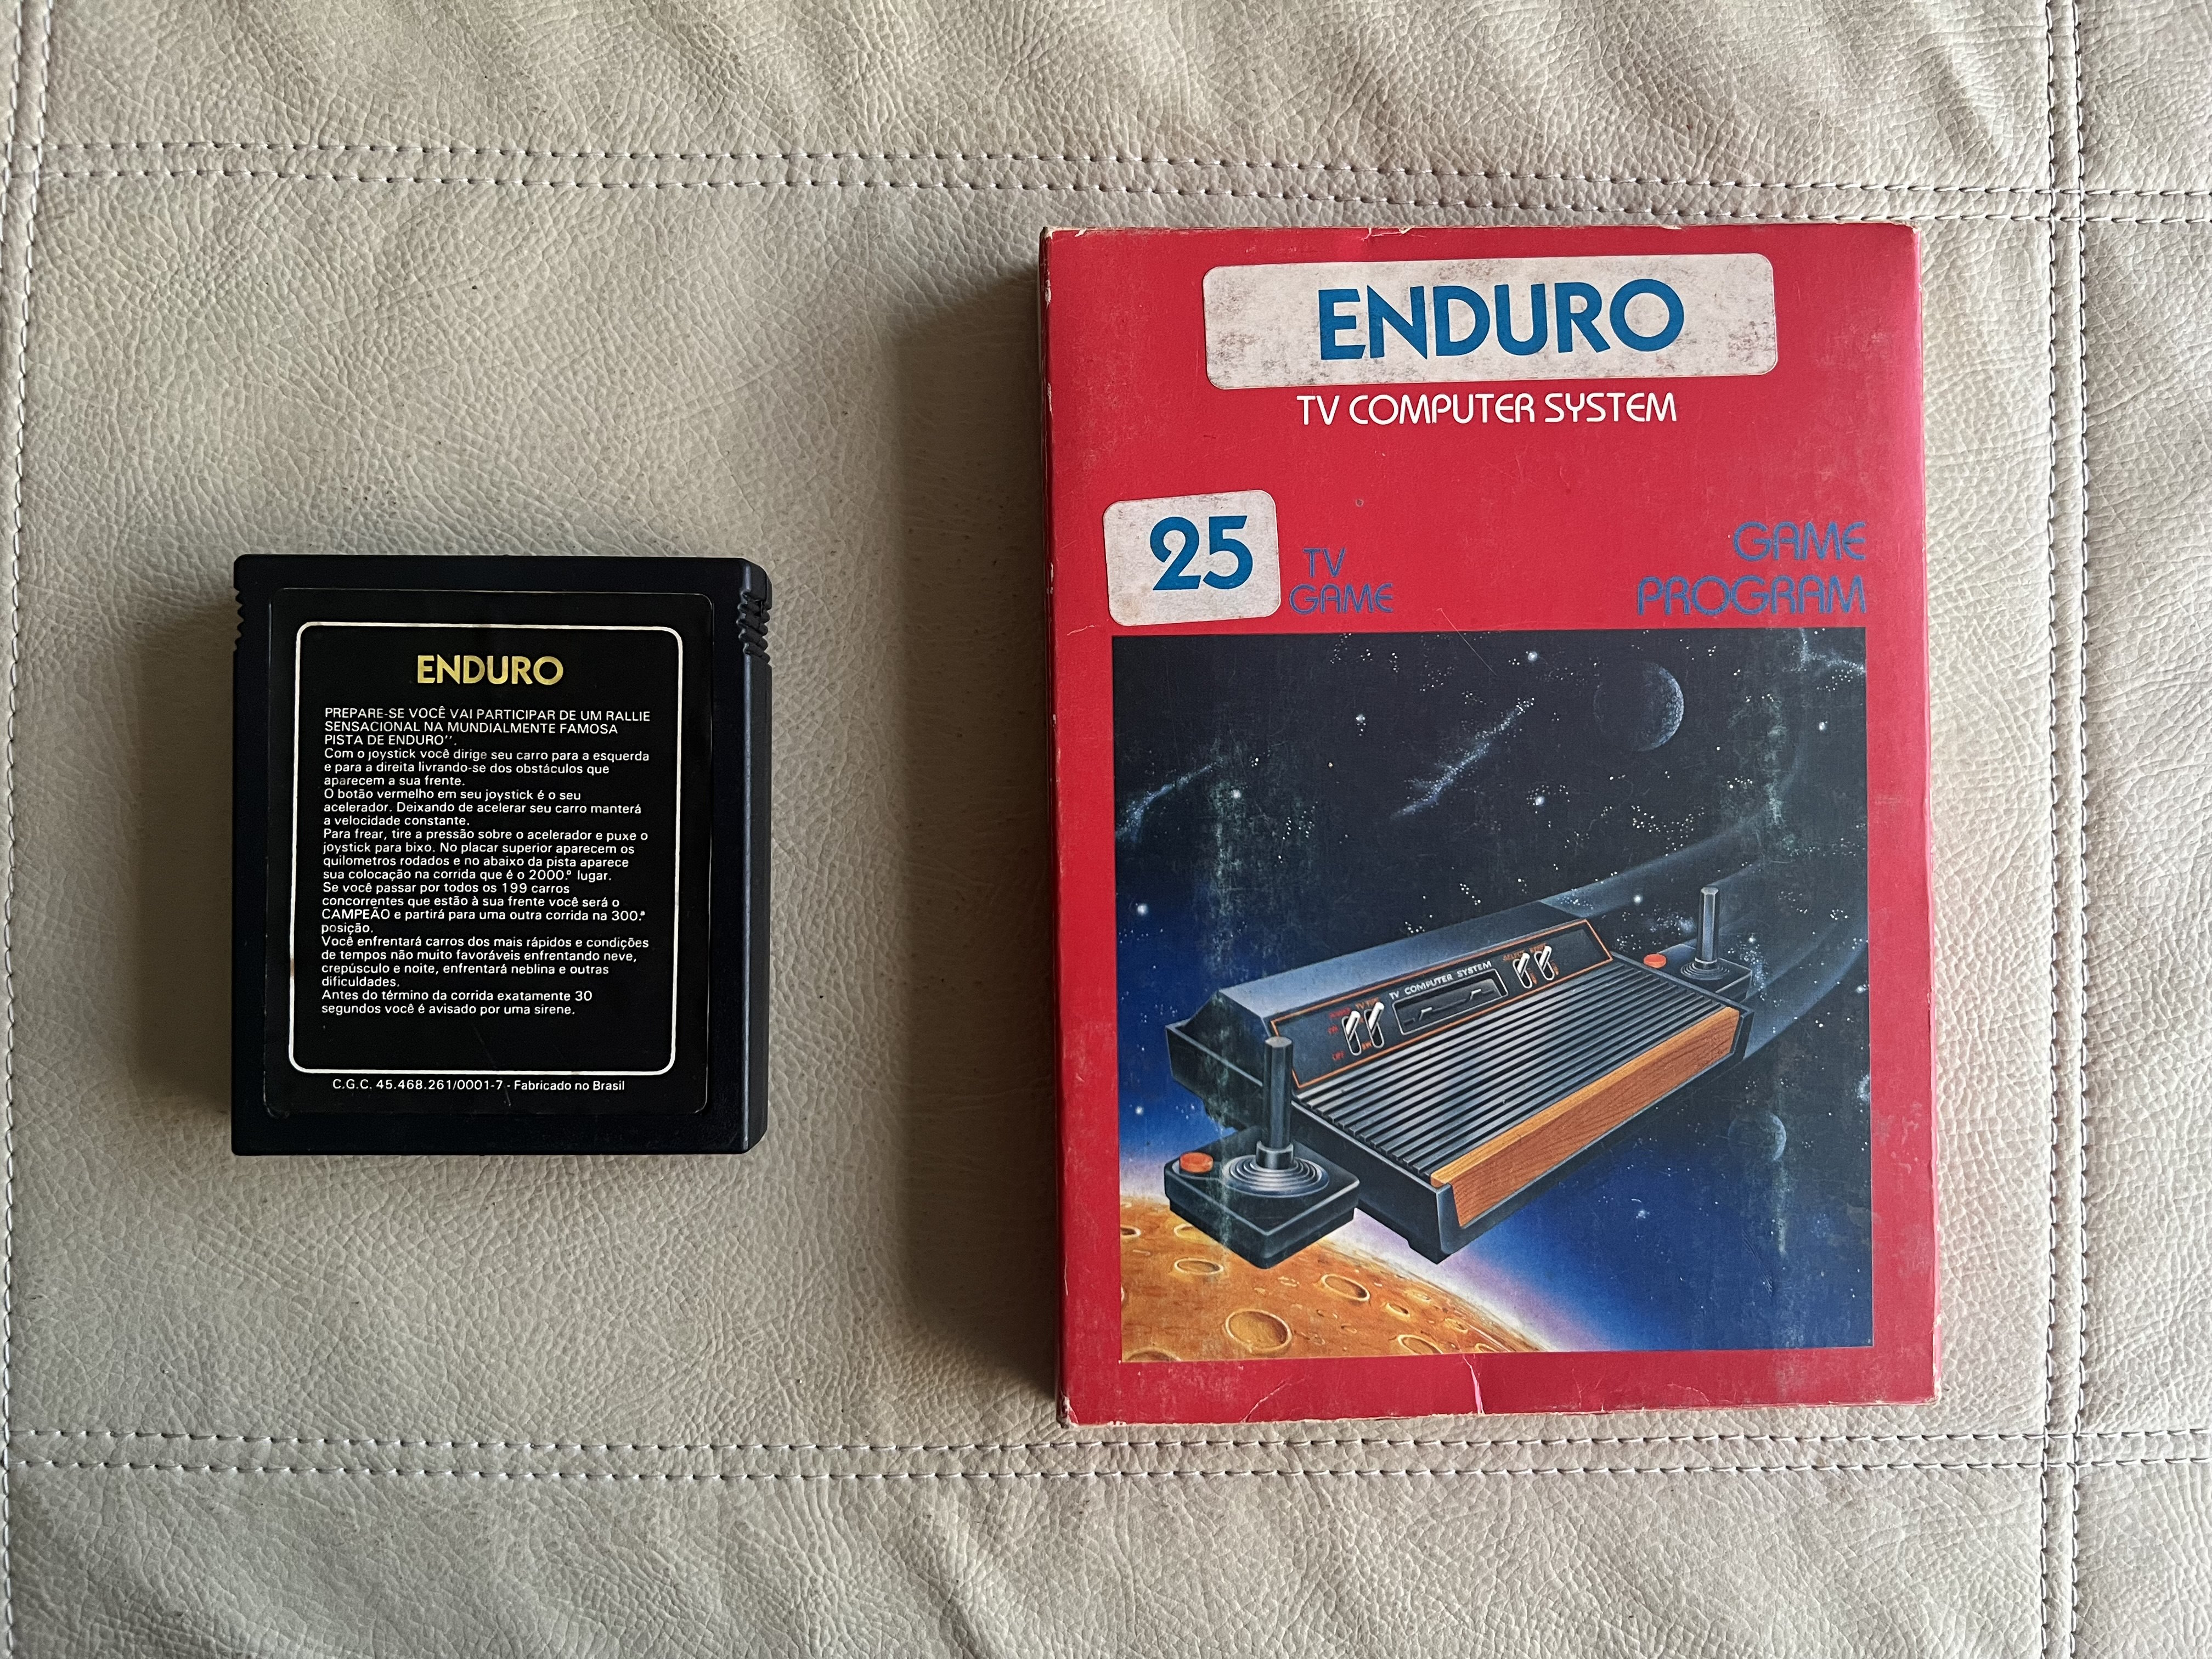 ENDURO
PREPARE-SE VOCÊ VAI PARTICIPAR DE UM RALLIE
SENSACIONAL NA MUNDIALMENTE FAMOSA
PISTA DE ENDURO''.
Com o joystick você dirige seu carro para a esquerda
e para a direita livrando-se dos obstáculos que
aparecem a sua frente.
O botão vermelho em seu joystick é o seu
acelerador. Deixando de acelerar seu carro manterá
a velocidade constante.
Para frear, tire a pressão sobre o acelerador e puxe o
joystick para bixo. No placar superior aparecem os
quilometros rodados e no abaixo da pista aparece
sua colocação na corrida que é o 2000.º lugar.
Se você passar por todos os 199 carros
concorrentes que estão à sua frente você será o
CAMPEÃO e partirá para uma outra corrida na 300.ª
posição.
Você enfrentará carros dos mais rápidos e condições
de tempos não muito favoráveis enfrentando neve,
crepúsculo e noite, enfrentará neblina e outras
dificuldades.
Antes do término da corrida exatamente 30
segundos você é avisado por uma sirene.
C.G.C. 45.468.261/0001-7 - Fabricado no Brasil
ENDURO
TV COMPUTER SYSTEM
25
TV
GAME
GAME
PROGRAM
TV COMPUTER SYSTEM